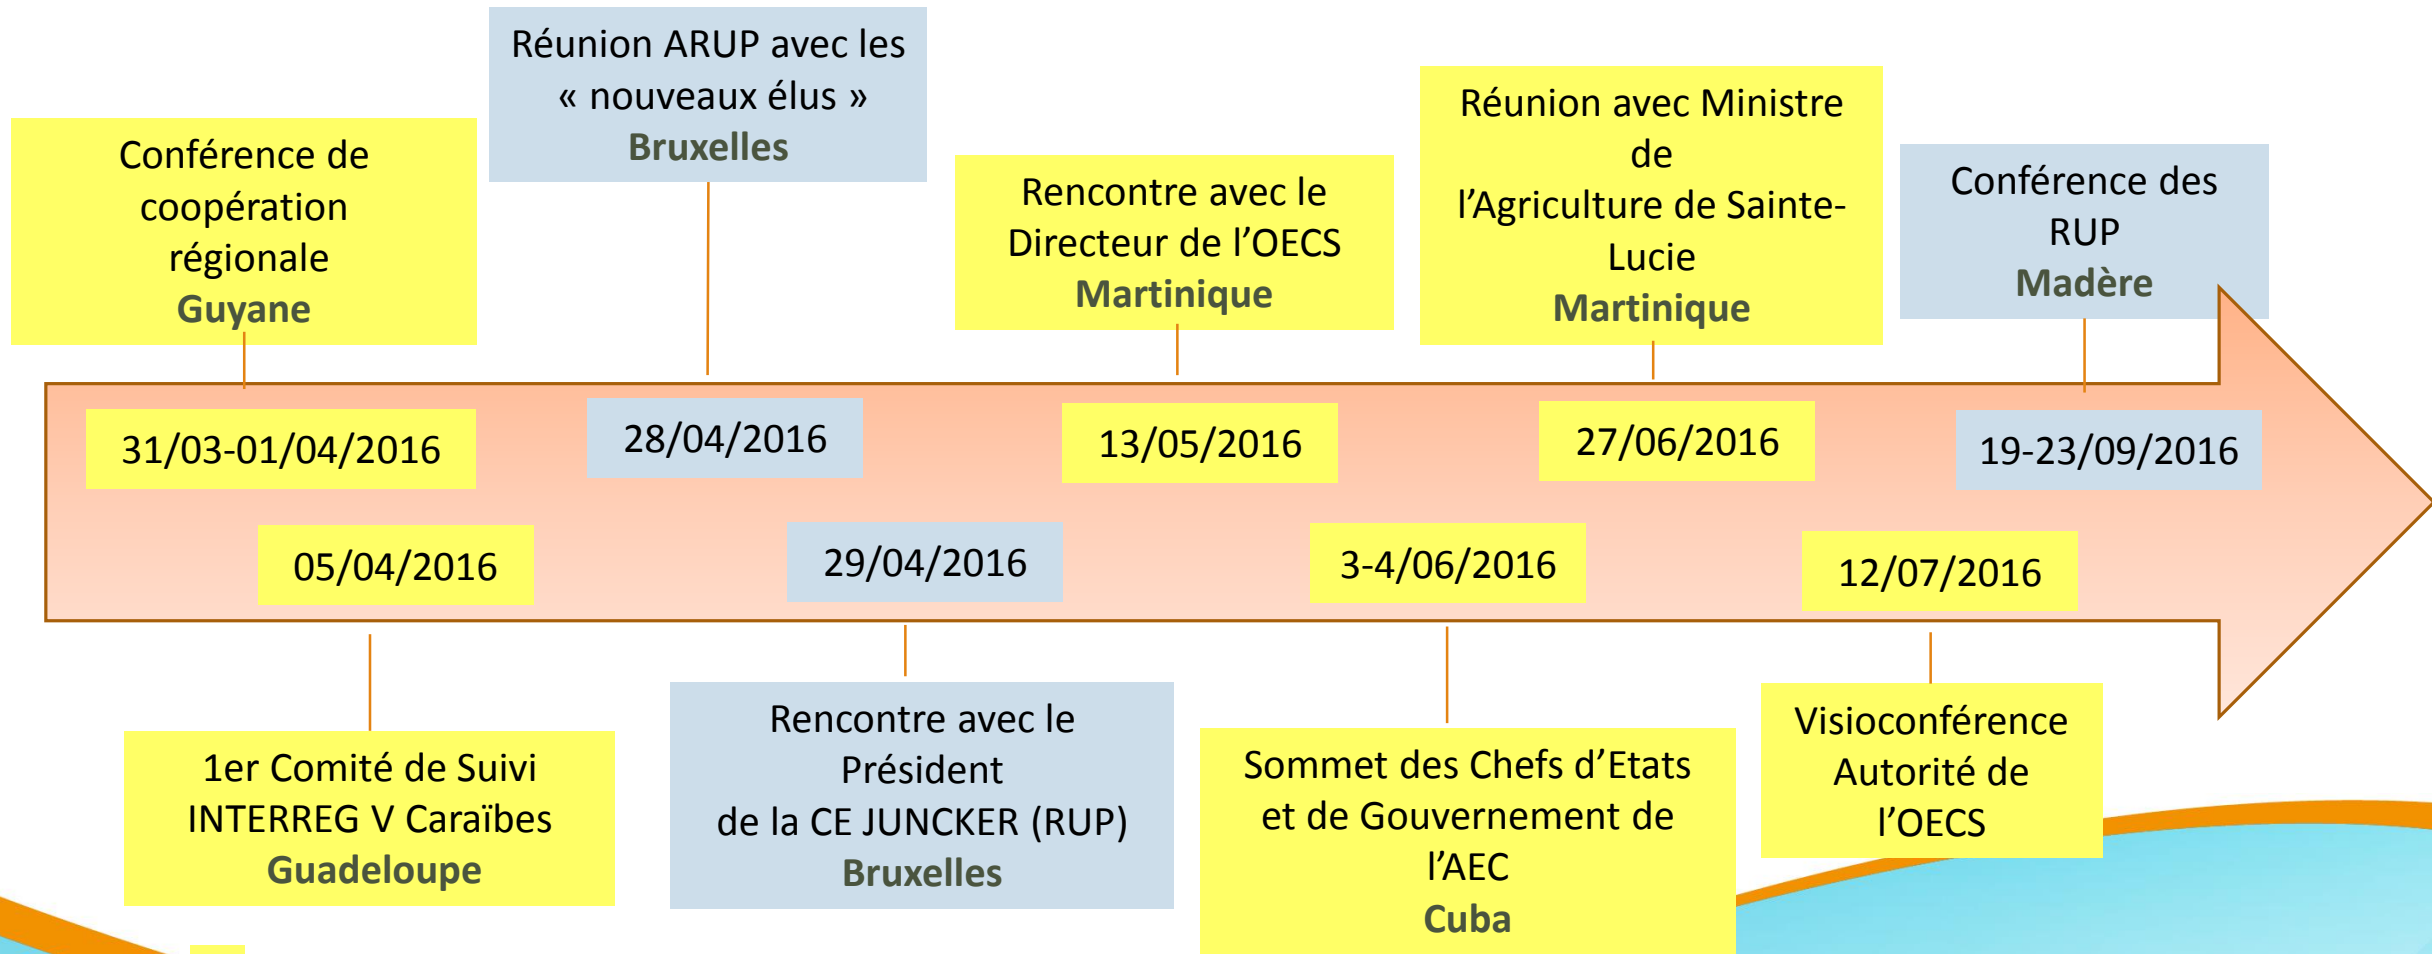 Réunion ARUP avec les
« nouveaux élus »
Bruxelles
Conférence de
coopération
régionale
Guyane
Rencontre avec le
Directeur de l’OECS
Martinique
Réunion avec Ministre
de
l’Agriculture de Sainte-
Lucie
Martinique
Conférence des
RUP
Madère
31/03-01/04/2016
28/04/2016
13/05/2016
27/06/2016
19-23/09/2016
05/04/2016
29/04/2016
3-4/06/2016
12/07/2016
1er Comité de Suivi
INTERREG V Caraïbes
Guadeloupe
Rencontre avec le
Président
de la CE JUNCKER (RUP)
Bruxelles
Sommet des Chefs d’Etats
et de Gouvernement de
l’AEC
Cuba
Visioconférence
Autorité de
l’OECS